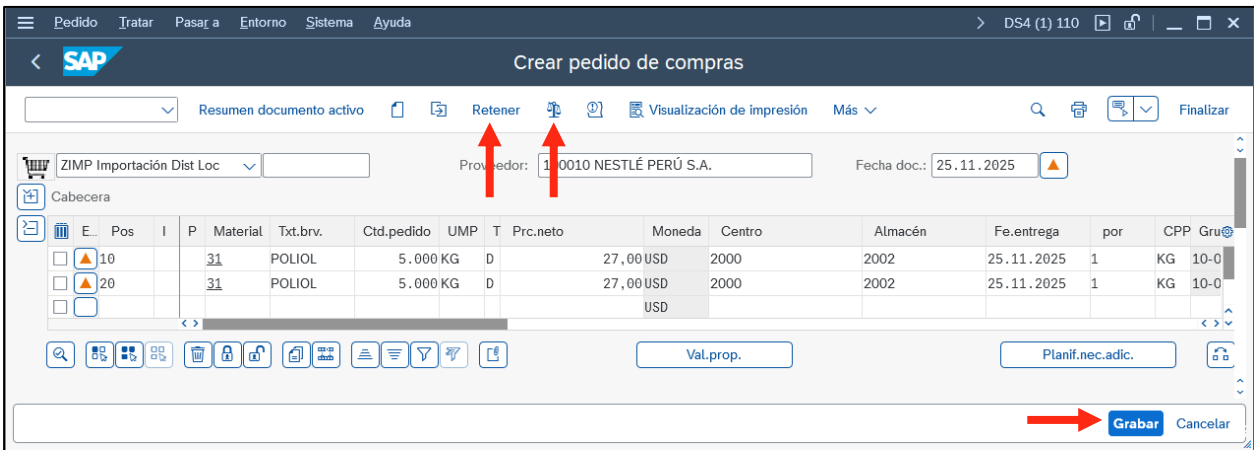 Pedido Tratar Pasar a Entorno Sistema Ayuda DS4 (1) 110
SAP Crear pedido de compras
Resumen documento activo Retener Visualización de impresión Más Finalizar
ZIMP Importación Dist Loc Proveedor: 100010 NESTLÉ PERÚ S.A. Fecha doc.: 25.11.2025
Cabecera
E.. Pos I P Material Txt.brv. Ctd.pedido UMP T Prc.neto Moneda Centro Almacén Fe.entrega por CPP Gru
10 31 POLIOL 5.000 KG D 27,00 USD 2000 2002 25.11.2025 1 KG 10-0
20 31 POLIOL 5.000 KG D 27,00 USD 2000 2002 25.11.2025 1 KG 10-0
USD
Val.prop. Planif.nec.adic.
Grabar Cancelar